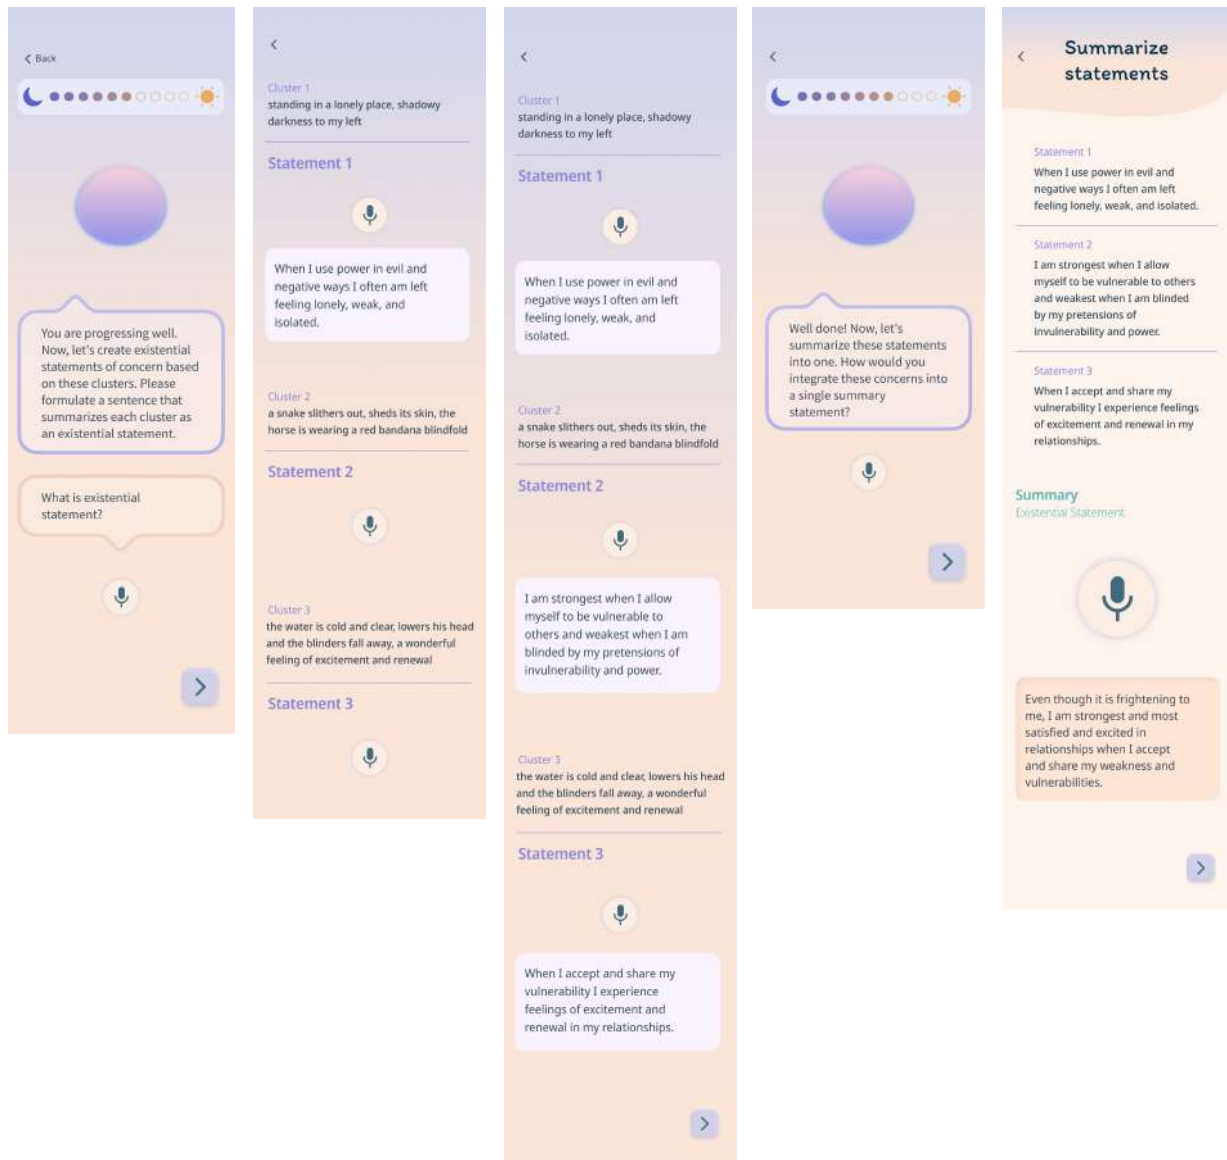 Back
You are progressing well.
Now, let's create existential
statements of concern based
on these clusters. Please
formulate a sentence that
summarizes each cluster as
an existential statement.
What is existential
statement?
Cluster 1
standing in a lonely place, shadowy
darkness to my left
Statement 1
When I use power in evil and
negative ways I often am left
feeling lonely, weak, and
isolated.
Cluster 2
a snake slithers out, sheds its skin, the
horse is wearing a red bandana blindfold
Statement 2
Cluster 3
the water is cold and clear, lowers his head
and the blinders fall away, a wonderful
feeling of excitement and renewal
Statement 3
Cluster 1
standing in a lonely place, shadowy
darkness to my left
Statement 1
When I use power in evil and
negative ways I often am left
feeling lonely, weak, and
isolated.
Cluster 2
a snake slithers out, sheds its skin, the
horse is wearing a red bandana blindfold
Statement 2
I am strongest when I allow
myself to be vulnerable to
others and weakest when I am
blinded by my pretensions of
invulnerability and power.
Cluster 3
the water is cold and clear, lowers his head
and the blinders fall away, a wonderful
feeling of excitement and renewal
Statement 3
When I accept and share my
vulnerability I experience
feelings of excitement and
renewal in my relationships.
Well done! Now, let's
summarize these statements
into one. How would you
integrate these concerns into
a single summary
statement?
Summarize
statements
Statement 1
When I use power in evil and
negative ways I often am left
feeling lonely, weak, and isolated.
Statement 2
I am strongest when I allow
myself to be vulnerable to others
and weakest when I am blinded
by my pretensions of
invulnerability and power.
Statement 3
When I accept and share my
vulnerability I experience feelings
of excitement and renewal in my
relationships.
Summary
Existential Statement
Even though it is frightening to
me, I am strongest and most
satisfied and excited in
relationships when I accept
and share my weakness and
vulnerabilities.